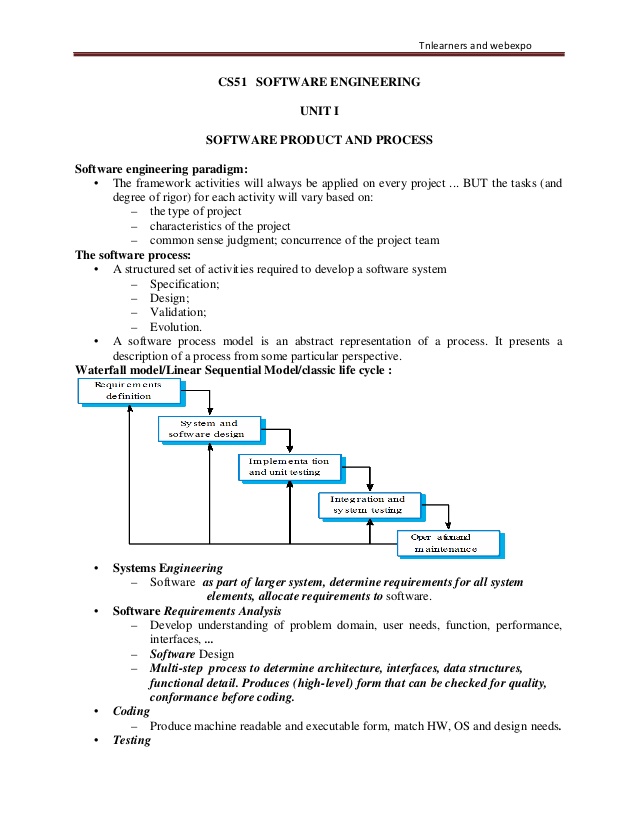 Tnlearners and webexpo
CS51 SOFTWARE ENGINEERING
UNIT I
SOFTWARE PRODUCT AND PROCESS
Software engineering paradigm:
• The framework activities will always be applied on every project ... BUT the tasks (and
degree of rigor) for each activity will vary based on:
– the type of project
– characteristics of the project
– common sense judgment; concurrence of the project team
The software process:
• A structured set of activities required to develop a software system
– Specification;
– Design;
– Validation;
– Evolution.
• A software process model is an abstract representation of a process. It presents a
description of a process from some particular perspective.
Waterfall model/Linear Sequential Model/classic life cycle :
Requirements
definition
System and
software design
Implementation
and unit testing
Integration and
system testing
Operation and
maintenance
• Systems Engineering
– Software as part of larger system, determine requirements for all system
elements, allocate requirements to software.
• Software Requirements Analysis
– Develop understanding of problem domain, user needs, function, performance,
interfaces, ...
– Software Design
– Multi-step process to determine architecture, interfaces, data structures,
functional detail. Produces (high-level) form that can be checked for quality,
conformance before coding.
• Coding
– Produce machine readable and executable form, match HW, OS and design needs.
• Testing